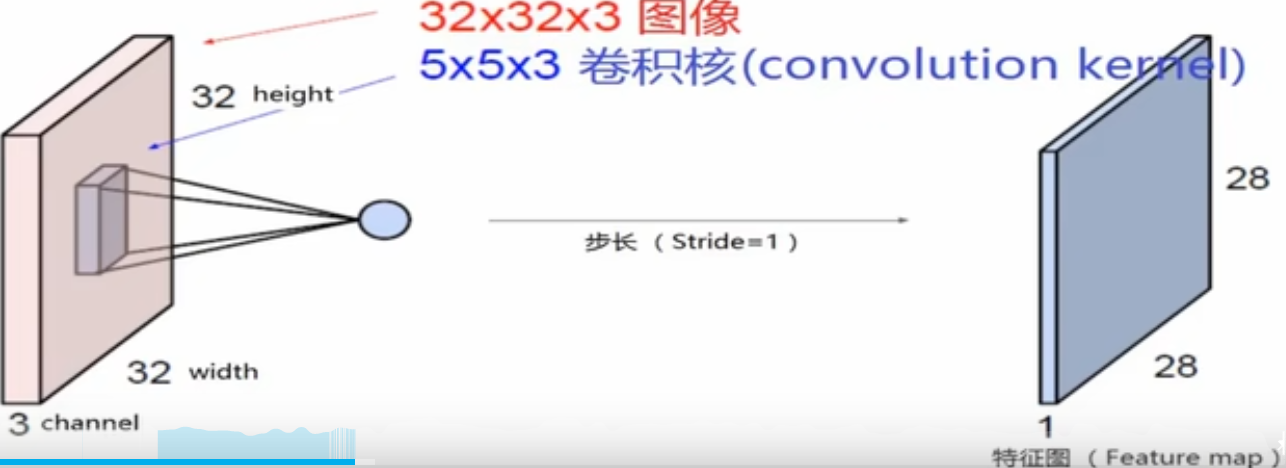 32x32x3 图像
5x5x3 卷积核(convolution kernel)
32 height
28
步长 （ Stride=1 ）
32 width
28
3 channel
1
特征图 （ Feature map ）